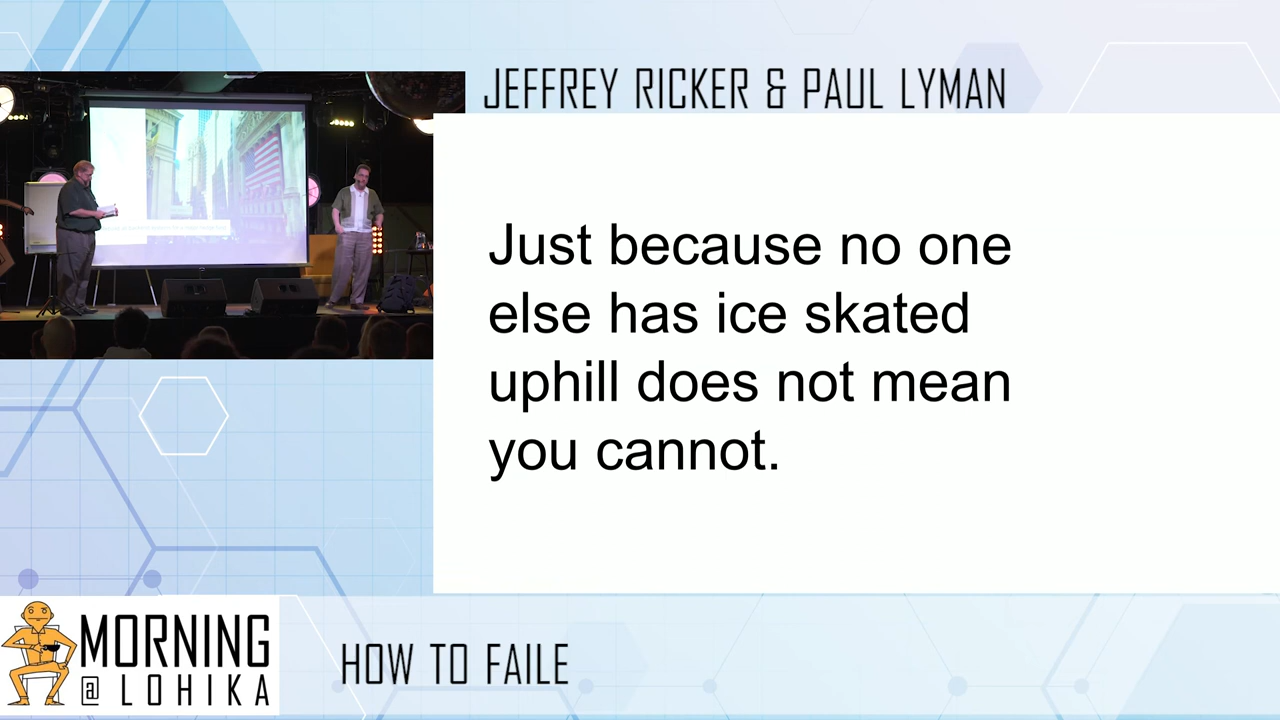 JEFFREY RICKER & PAUL LYMAN
Just because no one
else has ice skated
uphill does not mean
you cannot.
MORNING
@ LOHIKA
HOW TO FAILE